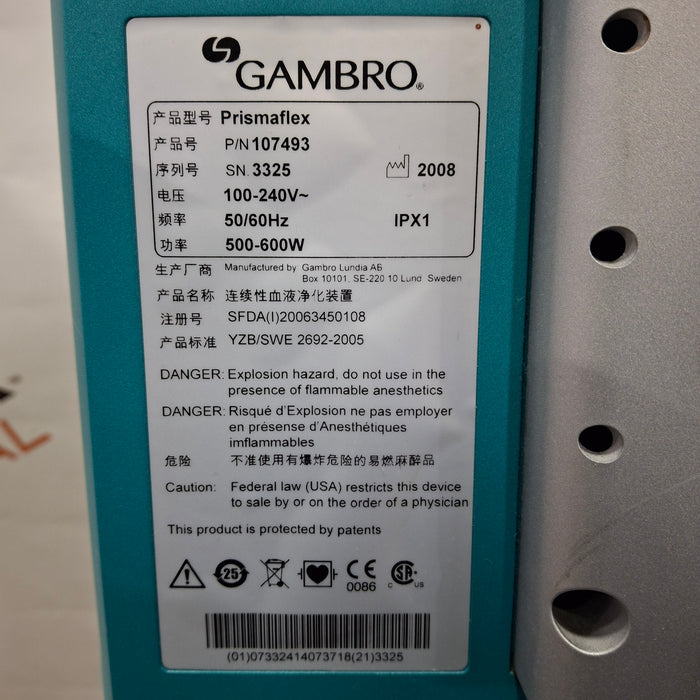 GAMBRO®
产品型号 Prismaflex
产品号 P/N 107493
序列号 SN. 3325 2008
电压 100-240V~
频率 50/60Hz IPX1
功率 500-600W
生产厂商 Manufactured by Gambro Lundia AB
Box 10101, SE-220 10 Lund Sweden
产品名称 连续性血液净化装置
注册号 SFDA(I)20063450108
产品标准 YZB/SWE 2692-2005
DANGER: Explosion hazard, do not use in the
presence of flammable anesthetics
DANGER: Risqué d'Explosion ne pas employer
en présense d'Anesthétiques
imflammables
危险 不准使用有爆炸危险的易燃麻醉品
Caution: Federal law (USA) restricts this device
to sale by or on the order of a physician
This product is protected by patents
25 CE 0086 C SA US
(01)07332414073718(21)3325